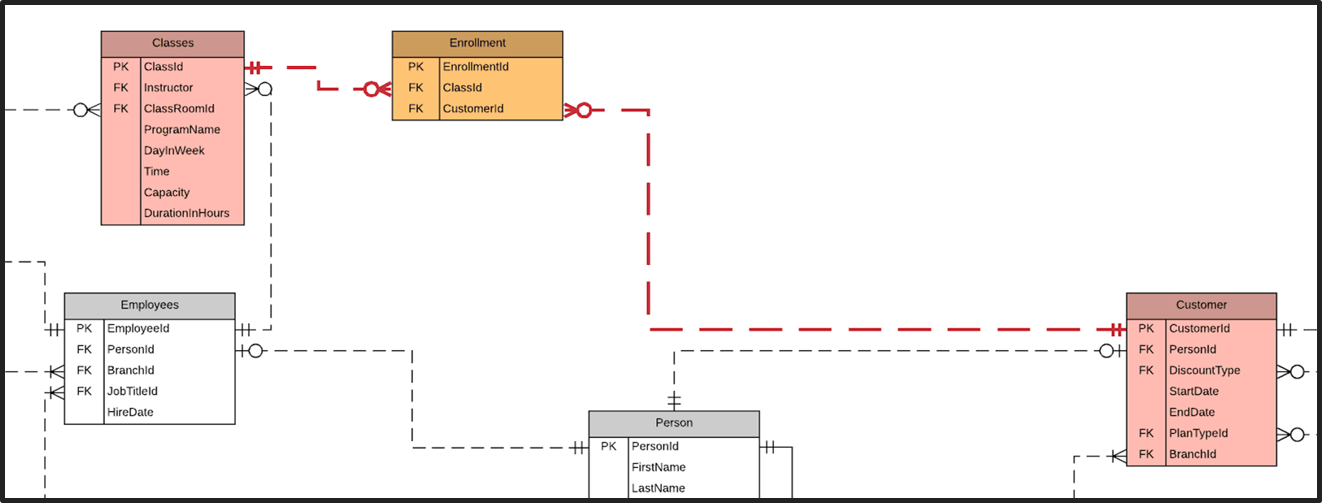 Classes
PK ClassId
FK Instructor
FK ClassRoomId
ProgramName
DayInWeek
Time
Capacity
DurationInHours
Enrollment
PK EnrollmentId
FK ClassId
FK CustomerId
Employees
PK EmployeeId
FK PersonId
FK BranchId
FK JobTitleId
HireDate
Person
PK PersonId
FirstName
LastName
Customer
PK CustomerId
FK PersonId
FK DiscountType
StartDate
EndDate
FK PlanTypeId
FK BranchId